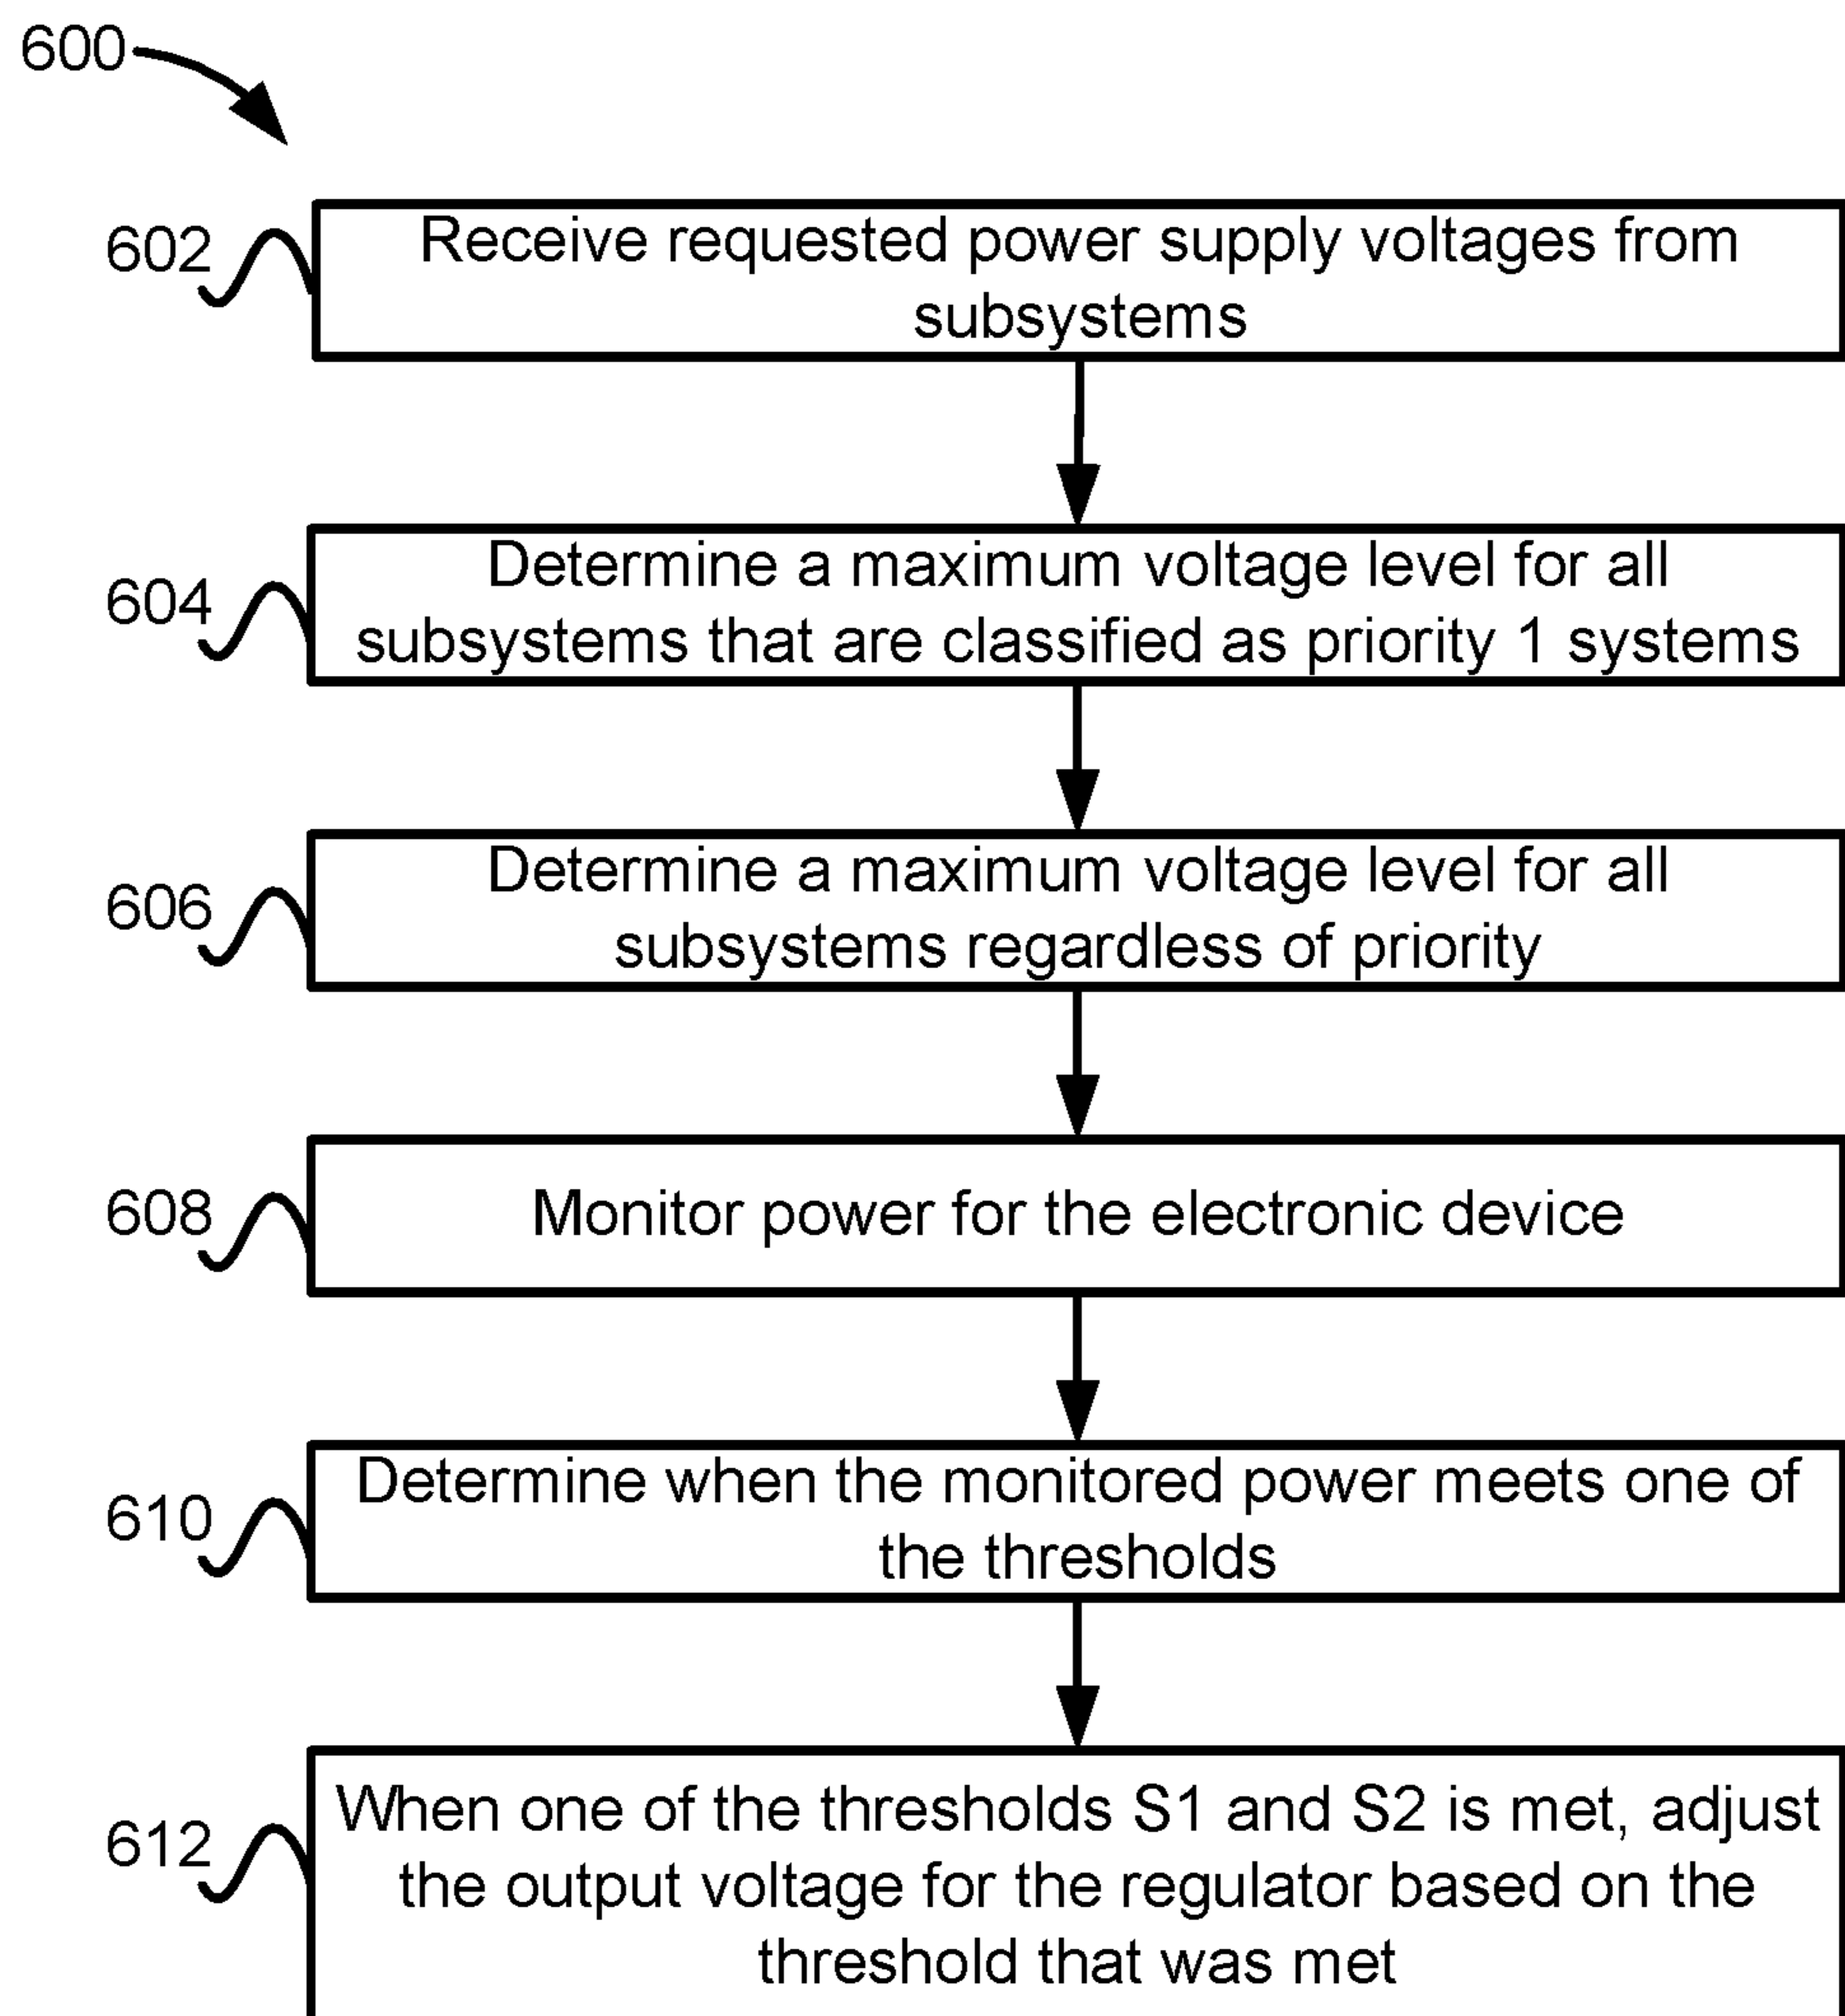 600
602
Receive requested power supply voltages from
subsystems
604
Determine a maximum voltage level for all
subsystems that are classified as priority 1 systems
606
Determine a maximum voltage level for all
subsystems regardless of priority
608
Monitor power for the electronic device
610
Determine when the monitored power meets one of
the thresholds
612
When one of the thresholds S1 and S2 is met, adjust
the output voltage for the regulator based on the
threshold that was met